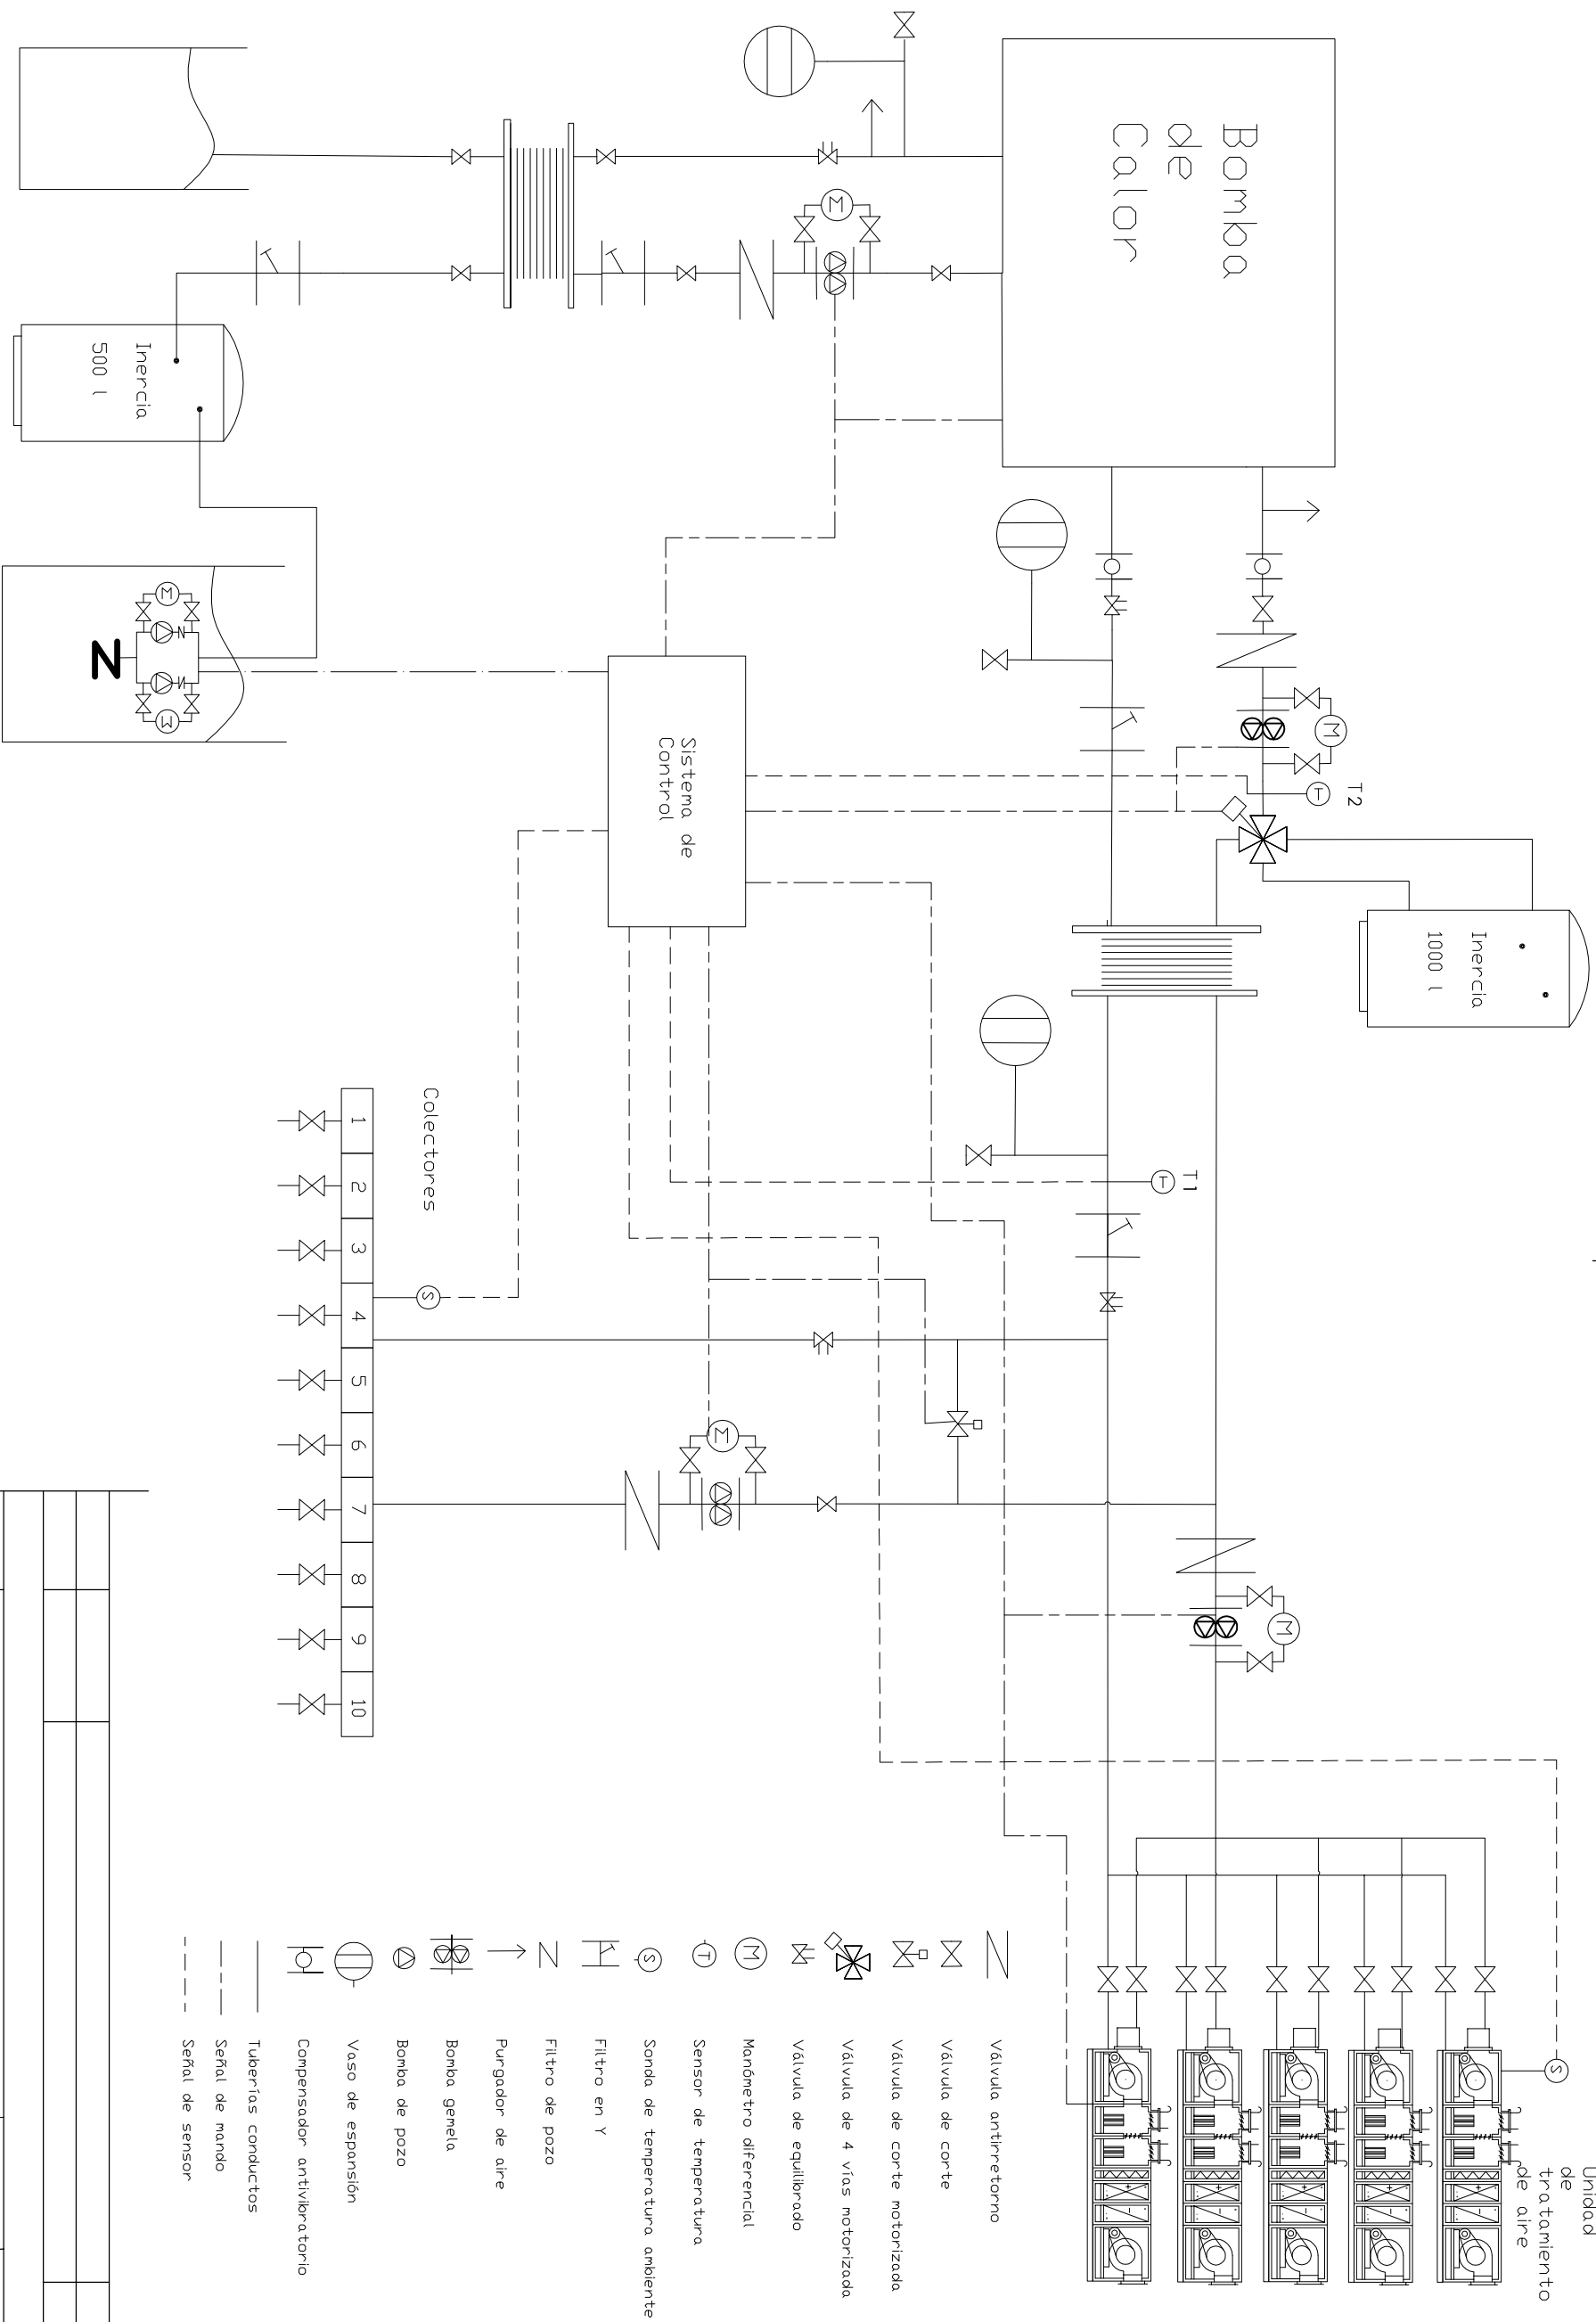 Bomba
de
Calor
T2
Inercia
1000 l
Inercia
500 l
M
M
M
M
M
M
T
T
S
S
Sistema de
Control
T1
Colectores
1
2
3
4
5
6
7
8
9
10
Unidad
de
tratamiento
de aire
Válvula antirretorno
Válvula de corte
Válvula de corte motorizada
Válvula de 4 vías motorizada
Válvula de equilibrado
M
Manómetro diferencial
T
Sensor de temperatura
S
Sonda de temperatura ambiente
Filtro en Y
Filtro de pozo
Purgador de aire
Bomba gemela
Bomba de pozo
Vaso de espansión
Compensador antivibratorio
Tuberías conductos
Señal de mando
Señal de sensor